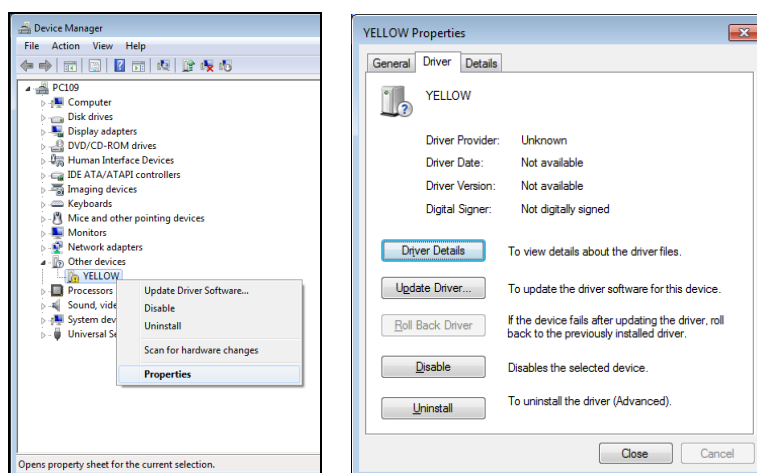 Device Manager
File Action View Help
PC109
Computer
Disk drives
Display adapters
DVD/CD-ROM drives
Human Interface Devices
IDE ATA/ATAPI controllers
Imaging devices
Keyboards
Mice and other pointing devices
Monitors
Network adapters
Other devices
YELLOW
Processors
Sound, vide
System dev
Universal Se
Update Driver Software...
Disable
Uninstall
Scan for hardware changes
Properties
Opens property sheet for the current selection.
YELLOW Properties
General Driver Details
YELLOW
Driver Provider: Unknown
Driver Date: Not available
Driver Version: Not available
Digital Signer: Not digitally signed
Driver Details To view details about the driver files.
Update Driver... To update the driver software for this device.
Roll Back Driver If the device fails after updating the driver, roll
back to the previously installed driver.
Disable Disables the selected device.
Uninstall To uninstall the driver (Advanced).
Close Cancel